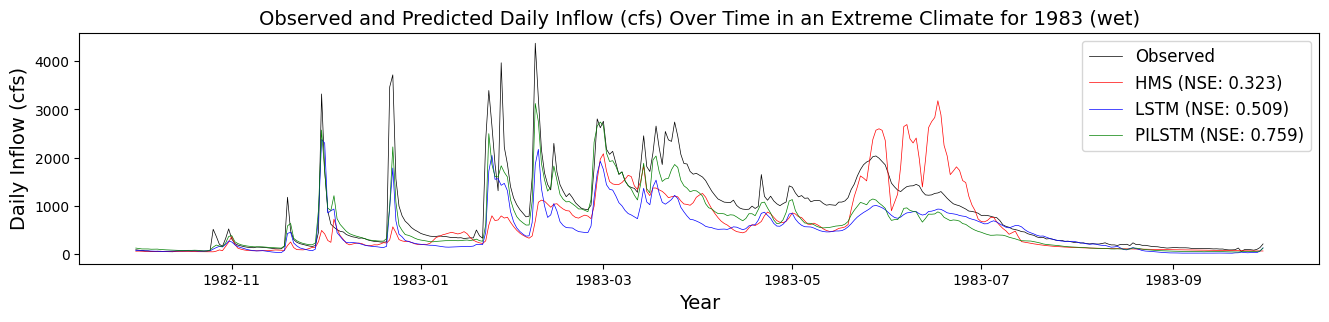 Observed and Predicted Daily Inflow (cfs) Over Time in an Extreme Climate for 1983 (wet)
Observed
HMS (NSE: 0.323)
LSTM (NSE: 0.509)
PILSTM (NSE: 0.759)
Daily Inflow (cfs)
4000
3000
2000
1000
0
1982-11
1983-01
1983-03
1983-05
1983-07
1983-09
Year